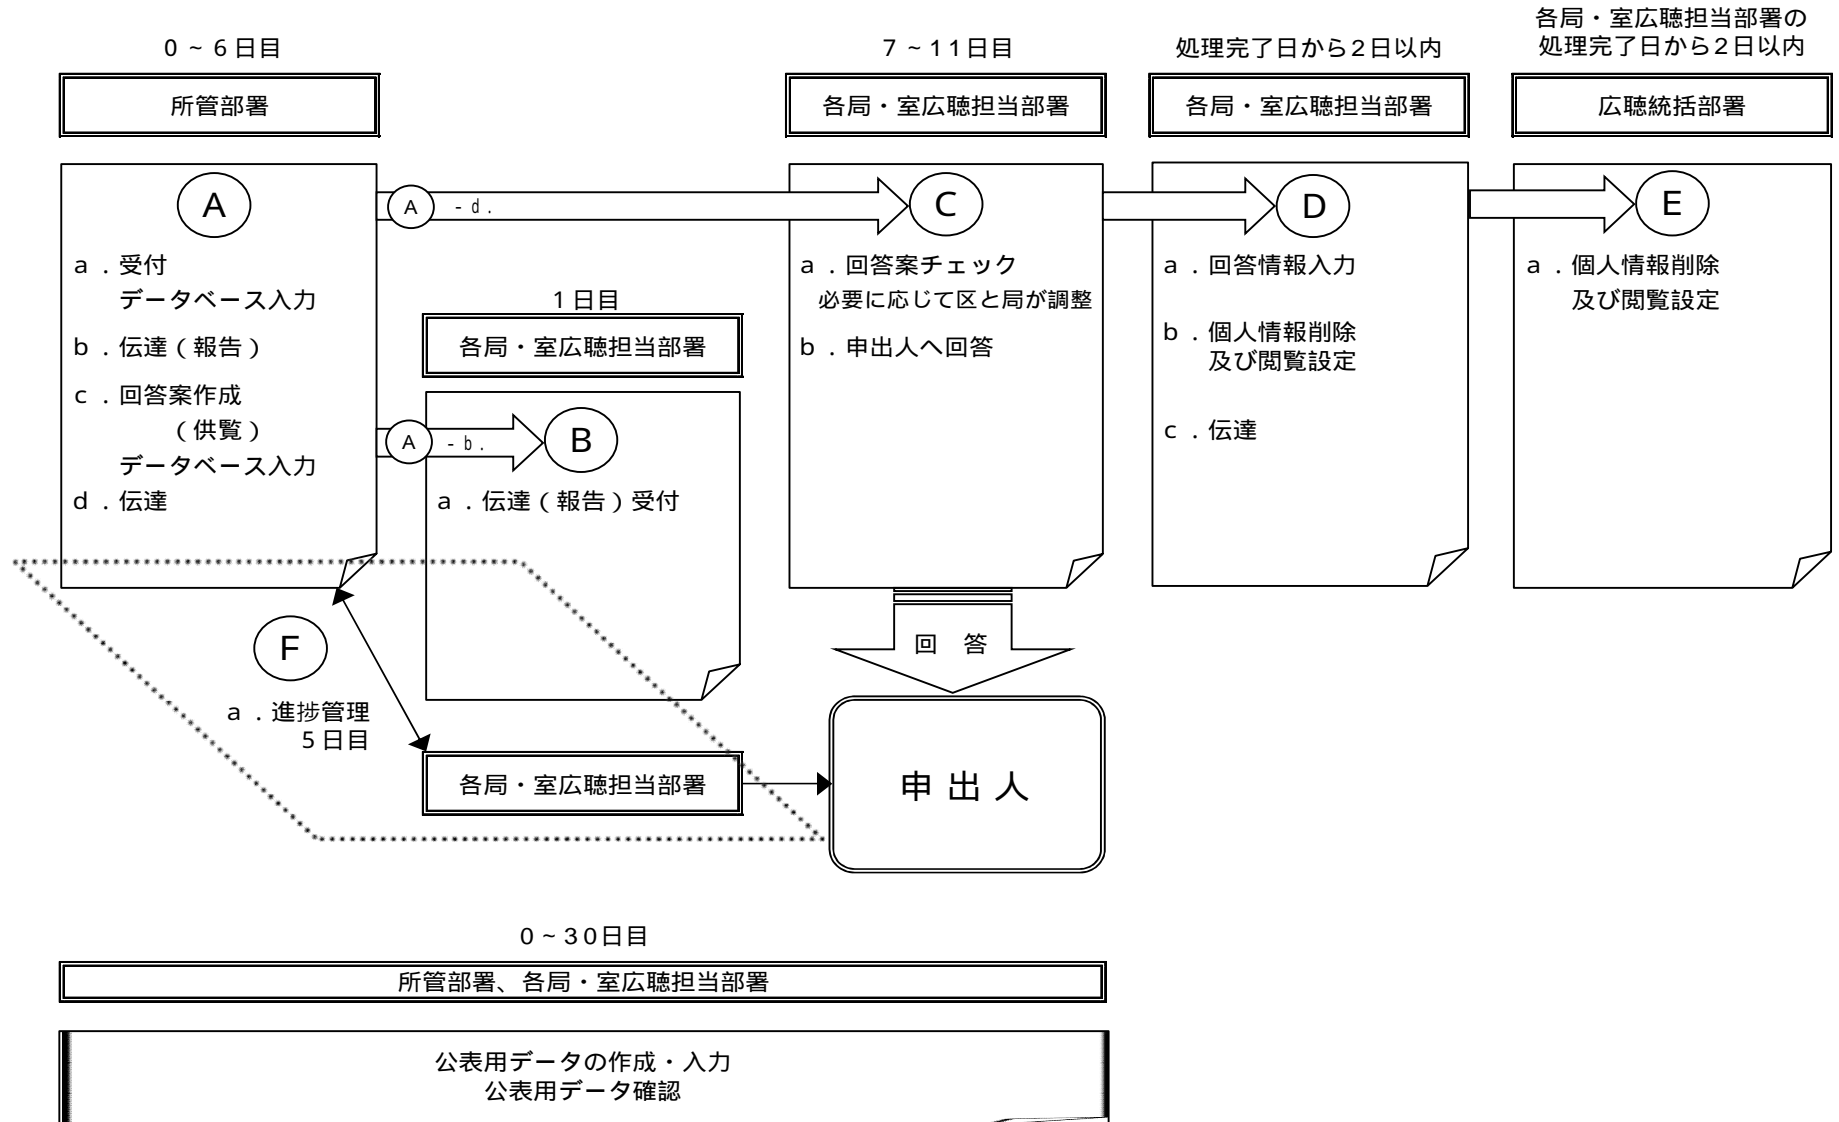 0～6日目
所管部署
A
a．受付
データベース入力
b．伝達（報告）
c．回答案作成
（供覧）
データベース入力
d．伝達
A -d.
A -b.
1日目
各局・室広聴担当部署
B
a．伝達（報告）受付
7～11日目
各局・室広聴担当部署
C
a．回答案チェック
必要に応じて区と局が調整
b．申出人へ回答
処理完了日から2日以内
各局・室広聴担当部署
D
a．回答情報入力
b．個人情報削除
及び閲覧設定
c．伝達
各局・室広聴担当部署の
処理完了日から2日以内
広聴統括部署
E
a．個人情報削除
及び閲覧設定
回 答
F
a．進捗管理
5日目
各局・室広聴担当部署
申出人
0～30日目
所管部署、各局・室広聴担当部署
公表用データの作成・入力
公表用データ確認